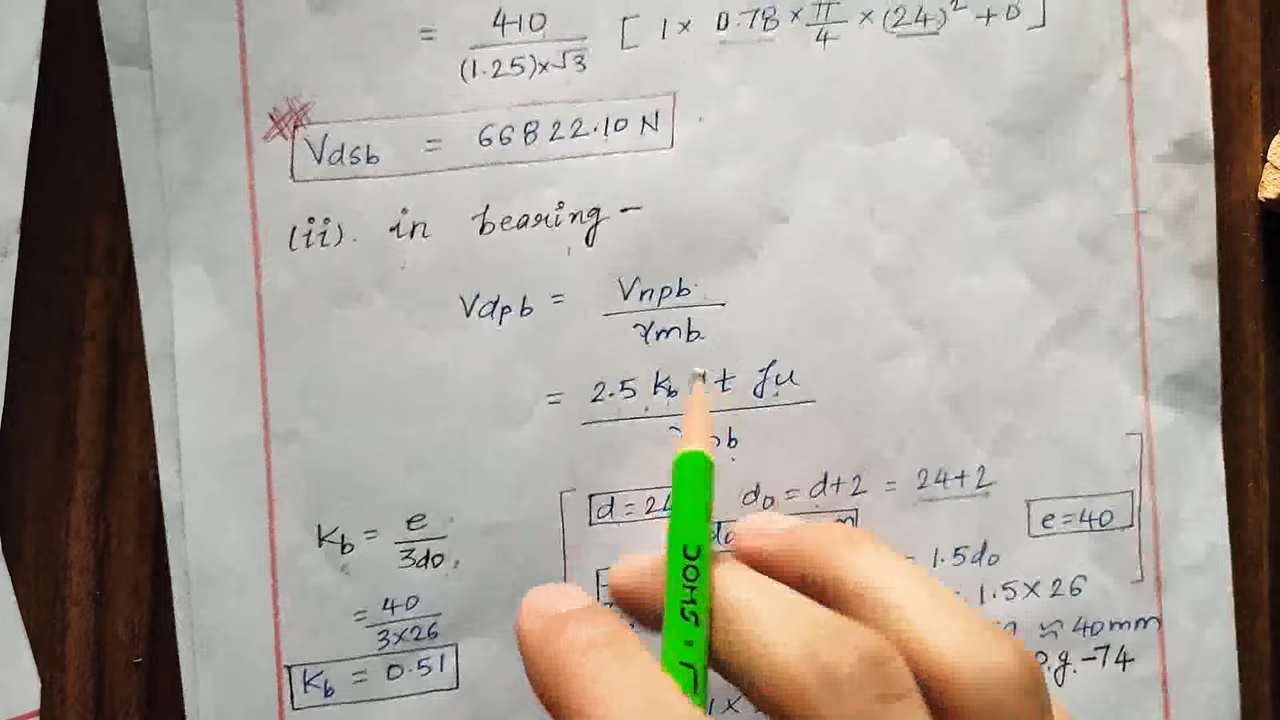 = 410 / (1.25)×√3 [ 1 × 0.78 × π/4 × (24)² + 0 ]
Vdsb = 66822.10 N
(ii). in bearing -
Vdpb = Vnpb / γmb
= 2.5 kb t fu
d = d0 = d+2 = 24+2
e = 40
Kb = e / 3d0
= 1.5d0
= 40 / 3×26
1.5 × 26
≈ 40mm
Kb = 0.51
p.g.-74
1×
DOMS